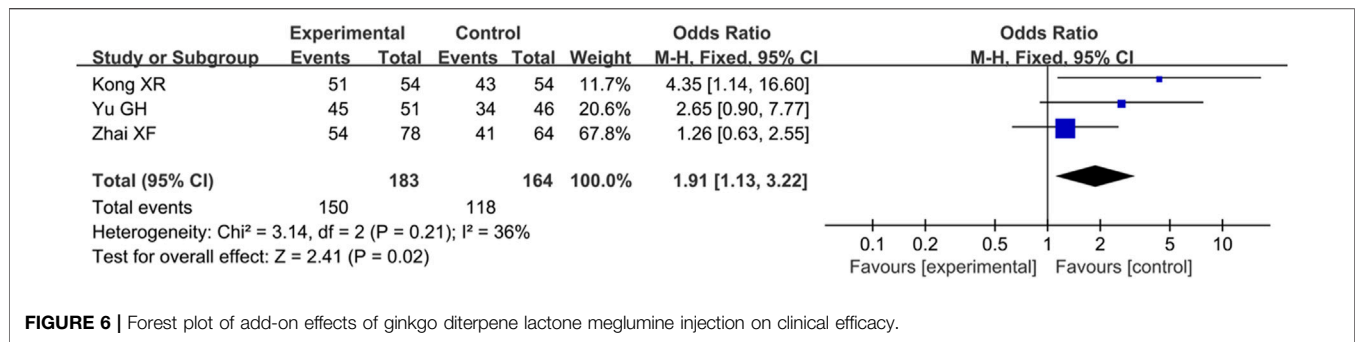 Experimental Control Odds Ratio Odds Ratio
Study or Subgroup Events Total Events Total Weight M-H, Fixed, 95% CI M-H, Fixed, 95% CI
Kong XR 51 54 43 54 11.7% 4.35 [1.14, 16.60]
Yu GH 45 51 34 46 20.6% 2.65 [0.90, 7.77]
Zhai XF 54 78 41 64 67.8% 1.26 [0.63, 2.55]
Total (95% CI) 183 164 100.0% 1.91 [1.13, 3.22]
Total events 150 118
Heterogeneity: Chi² = 3.14, df = 2 (P = 0.21); I² = 36%
Test for overall effect: Z = 2.41 (P = 0.02)
0.1 0.2 0.5 1 2 5 10
Favours [experimental] Favours [control]
FIGURE 6 | Forest plot of add-on effects of ginkgo diterpene lactone meglumine injection on clinical efficacy.